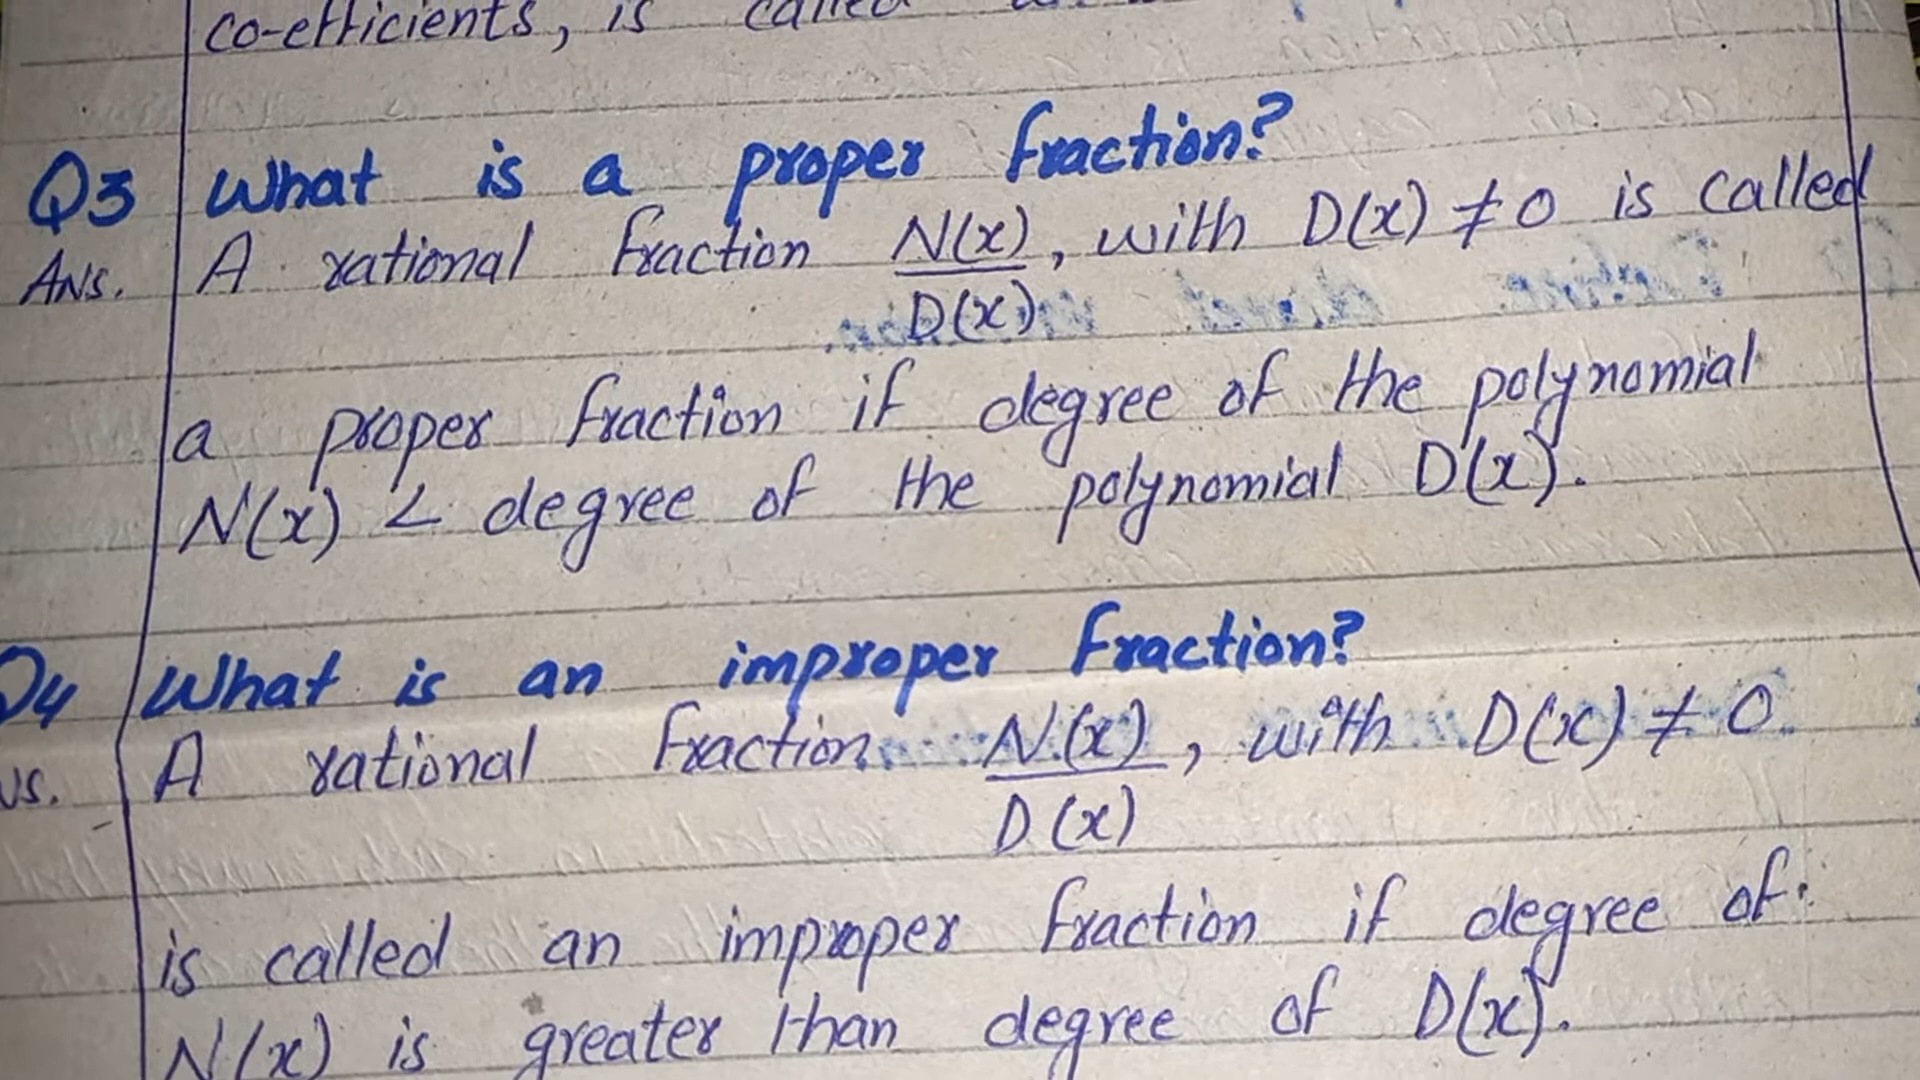 co-efficients, is called
Q3 What is a proper fraction?
Ans. A rational fraction N(x)/D(x), with D(x) ≠ 0 is called
a proper fraction if degree of the polynomial
N(x) < degree of the polynomial D(x).
Q4 What is an improper fraction?
A rational fraction N(x)/D(x), with D(x) ≠ 0
is called an improper fraction if degree of
N(x) is greater than degree of D(x).